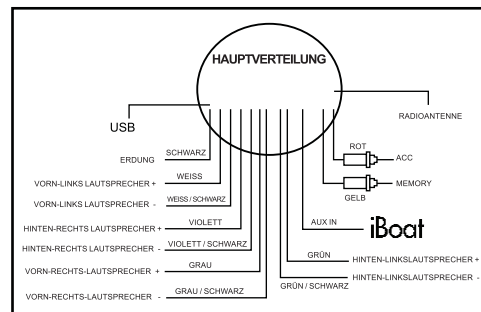 HAUPTVERTEILUNG
USB
RADIOANTENNE
ERDUNG SCHWARZ
ROT ACC
VORN-LINKS LAUTSPRECHER + WEISS
GELB MEMORY
VORN-LINKS LAUTSPRECHER - WEISS / SCHWARZ
HINTEN-RECHTS LAUTSPRECHER + VIOLETT
AUX IN iBoat
HINTEN-RECHTS LAUTSPRECHER - VIOLETT / SCHWARZ
VORN-RECHTS-LAUTSPRECHER + GRAU
GRÜN HINTEN-LINKSLAUTSPRECHER +
VORN-RECHTS-LAUTSPRECHER - GRAU / SCHWARZ
GRÜN / SCHWARZ HINTEN-LINKSLAUTSPRECHER -